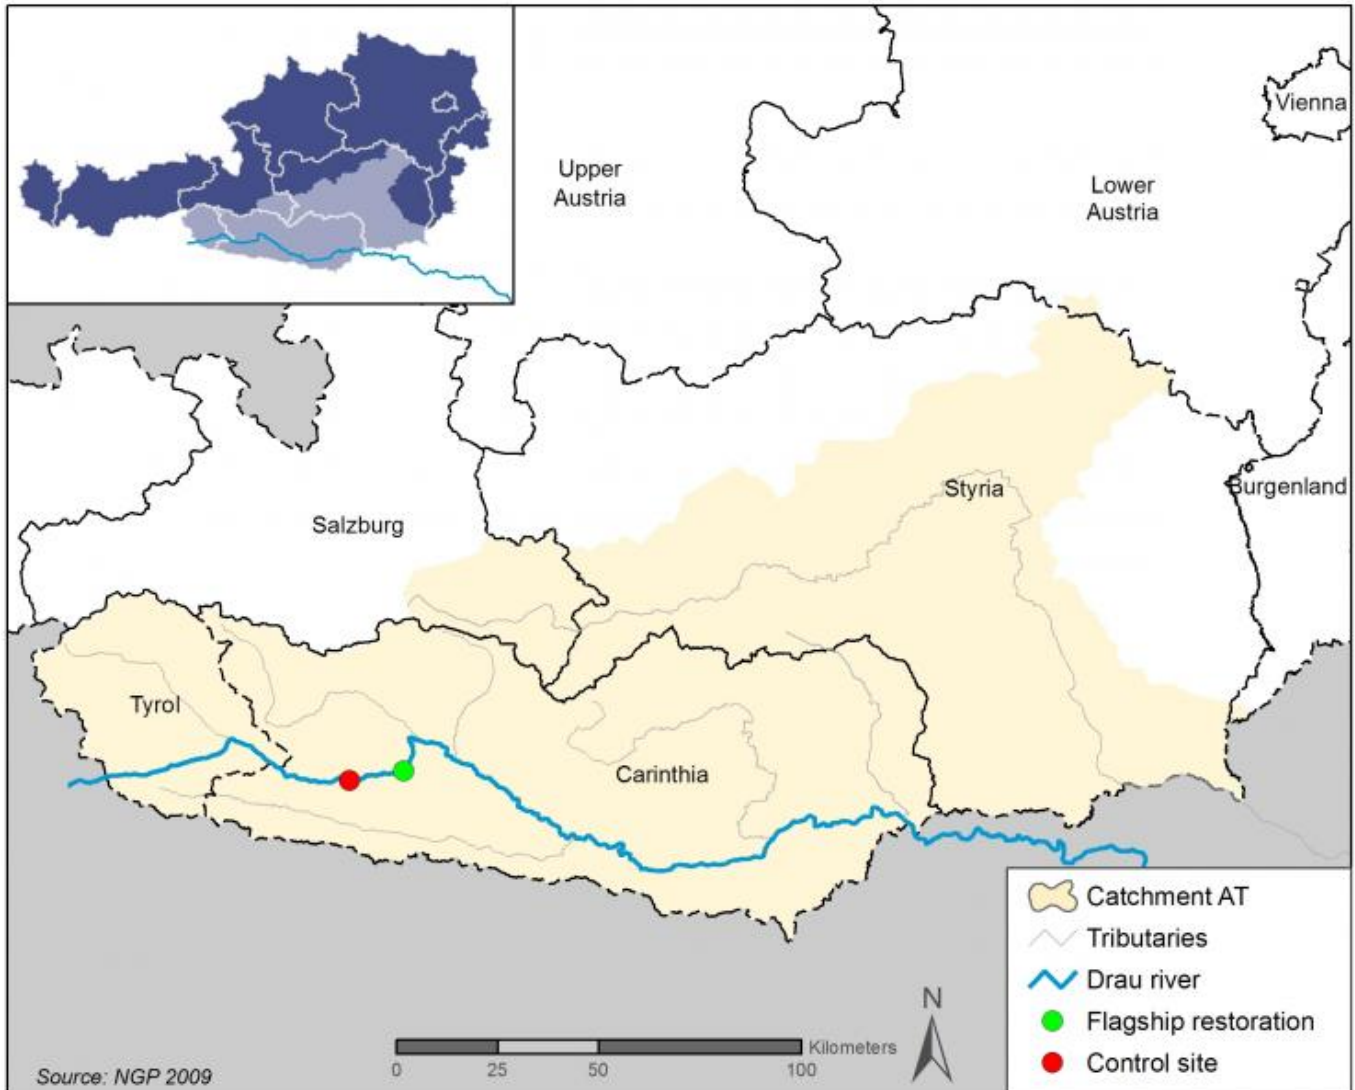 Vienna
Upper
Austria
Lower
Austria
Styria
Burgenland
Salzburg
Tyrol
Carinthia
Catchment AT
Tributaries
Drau river
Flagship restoration
Control site
N
Kilometers
0 25 50 100
Source: NGP 2009